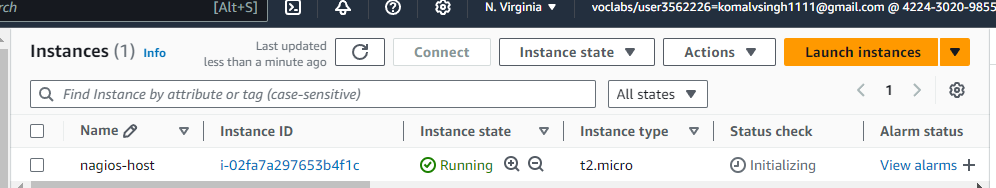 arch [Alt+S] N. Virginia voclabs/user3562226=komalvsingh1111@gmail.com @ 4224-3020-9855
Instances (1) Info Last updated less than a minute ago Connect Instance state Actions Launch instances
Find Instance by attribute or tag (case-sensitive) All states 1
Name Instance ID Instance state Instance type Status check Alarm status
nagios-host i-02fa7a297653b4f1c Running t2.micro Initializing View alarms +